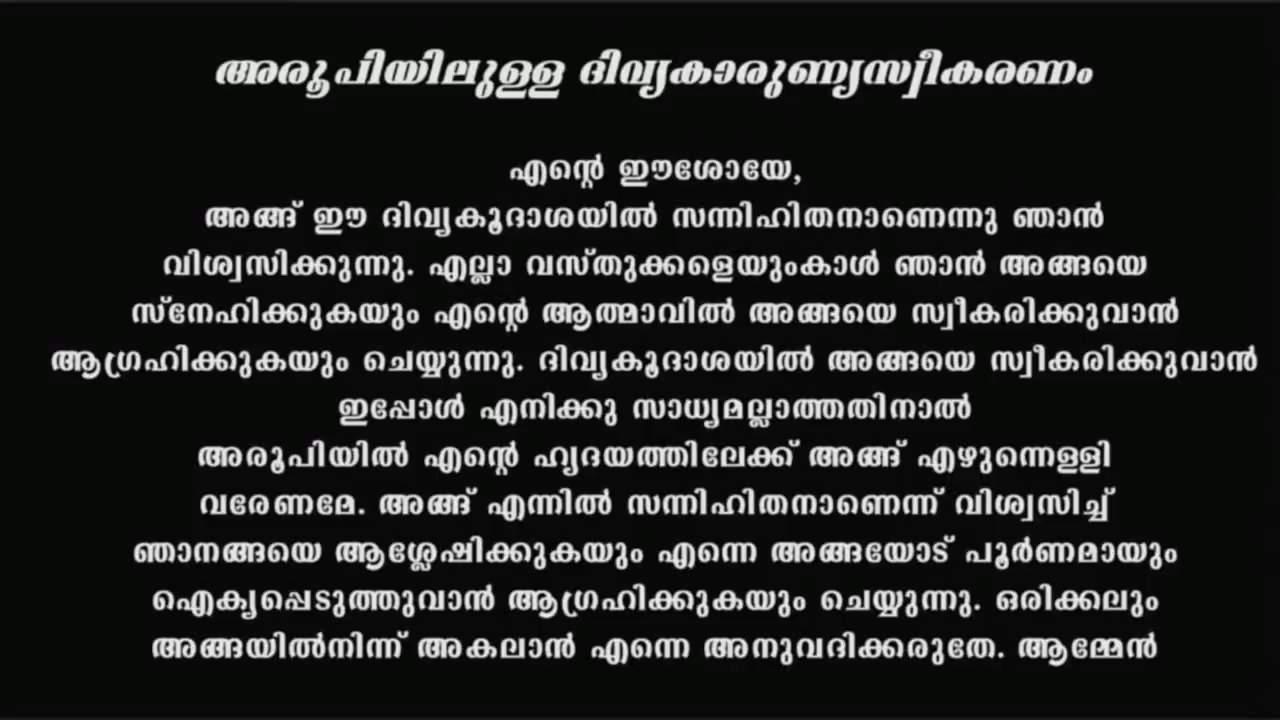 അരൂപിയിലുള്ള ദിവ്യകാരുണ്യസ്വീകരണം
എന്റെ ഈശോയേ,
അങ്ങ് ഈ ദിവ്യകൂദാശയിൽ സന്നിഹിതനാണെന്നു ഞാൻ
വിശ്വസിക്കുന്നു. എല്ലാ വസ്തുക്കളെയുംകാൾ ഞാൻ അങ്ങയെ
സ്നേഹിക്കുകയും എന്റെ ആത്മാവിൽ അങ്ങയെ സ്വീകരിക്കുവാൻ
ആഗ്രഹിക്കുകയും ചെയ്യുന്നു. ദിവ്യകൂദാശയിൽ അങ്ങയെ സ്വീകരിക്കുവാൻ
ഇപ്പോൾ എനിക്കു സാധ്യമല്ലാത്തതിനാൽ
അരൂപിയിൽ എന്റെ ഹൃദയത്തിലേക്ക് അങ്ങ് എഴുന്നെള്ളി
വരേണമേ. അങ്ങ് എന്നിൽ സന്നിഹിതനാണെന്ന് വിശ്വസിച്ച്
ഞാനങ്ങയെ ആശ്ലേഷിക്കുകയും എന്നെ അങ്ങയോട് പൂർണമായും
ഐക്യപ്പെടുത്തുവാൻ ആഗ്രഹിക്കുകയും ചെയ്യുന്നു. ഒരിക്കലും
അങ്ങയിൽനിന്ന് അകലാൻ എന്നെ അനുവദിക്കരുതേ. ആമ്മേൻ